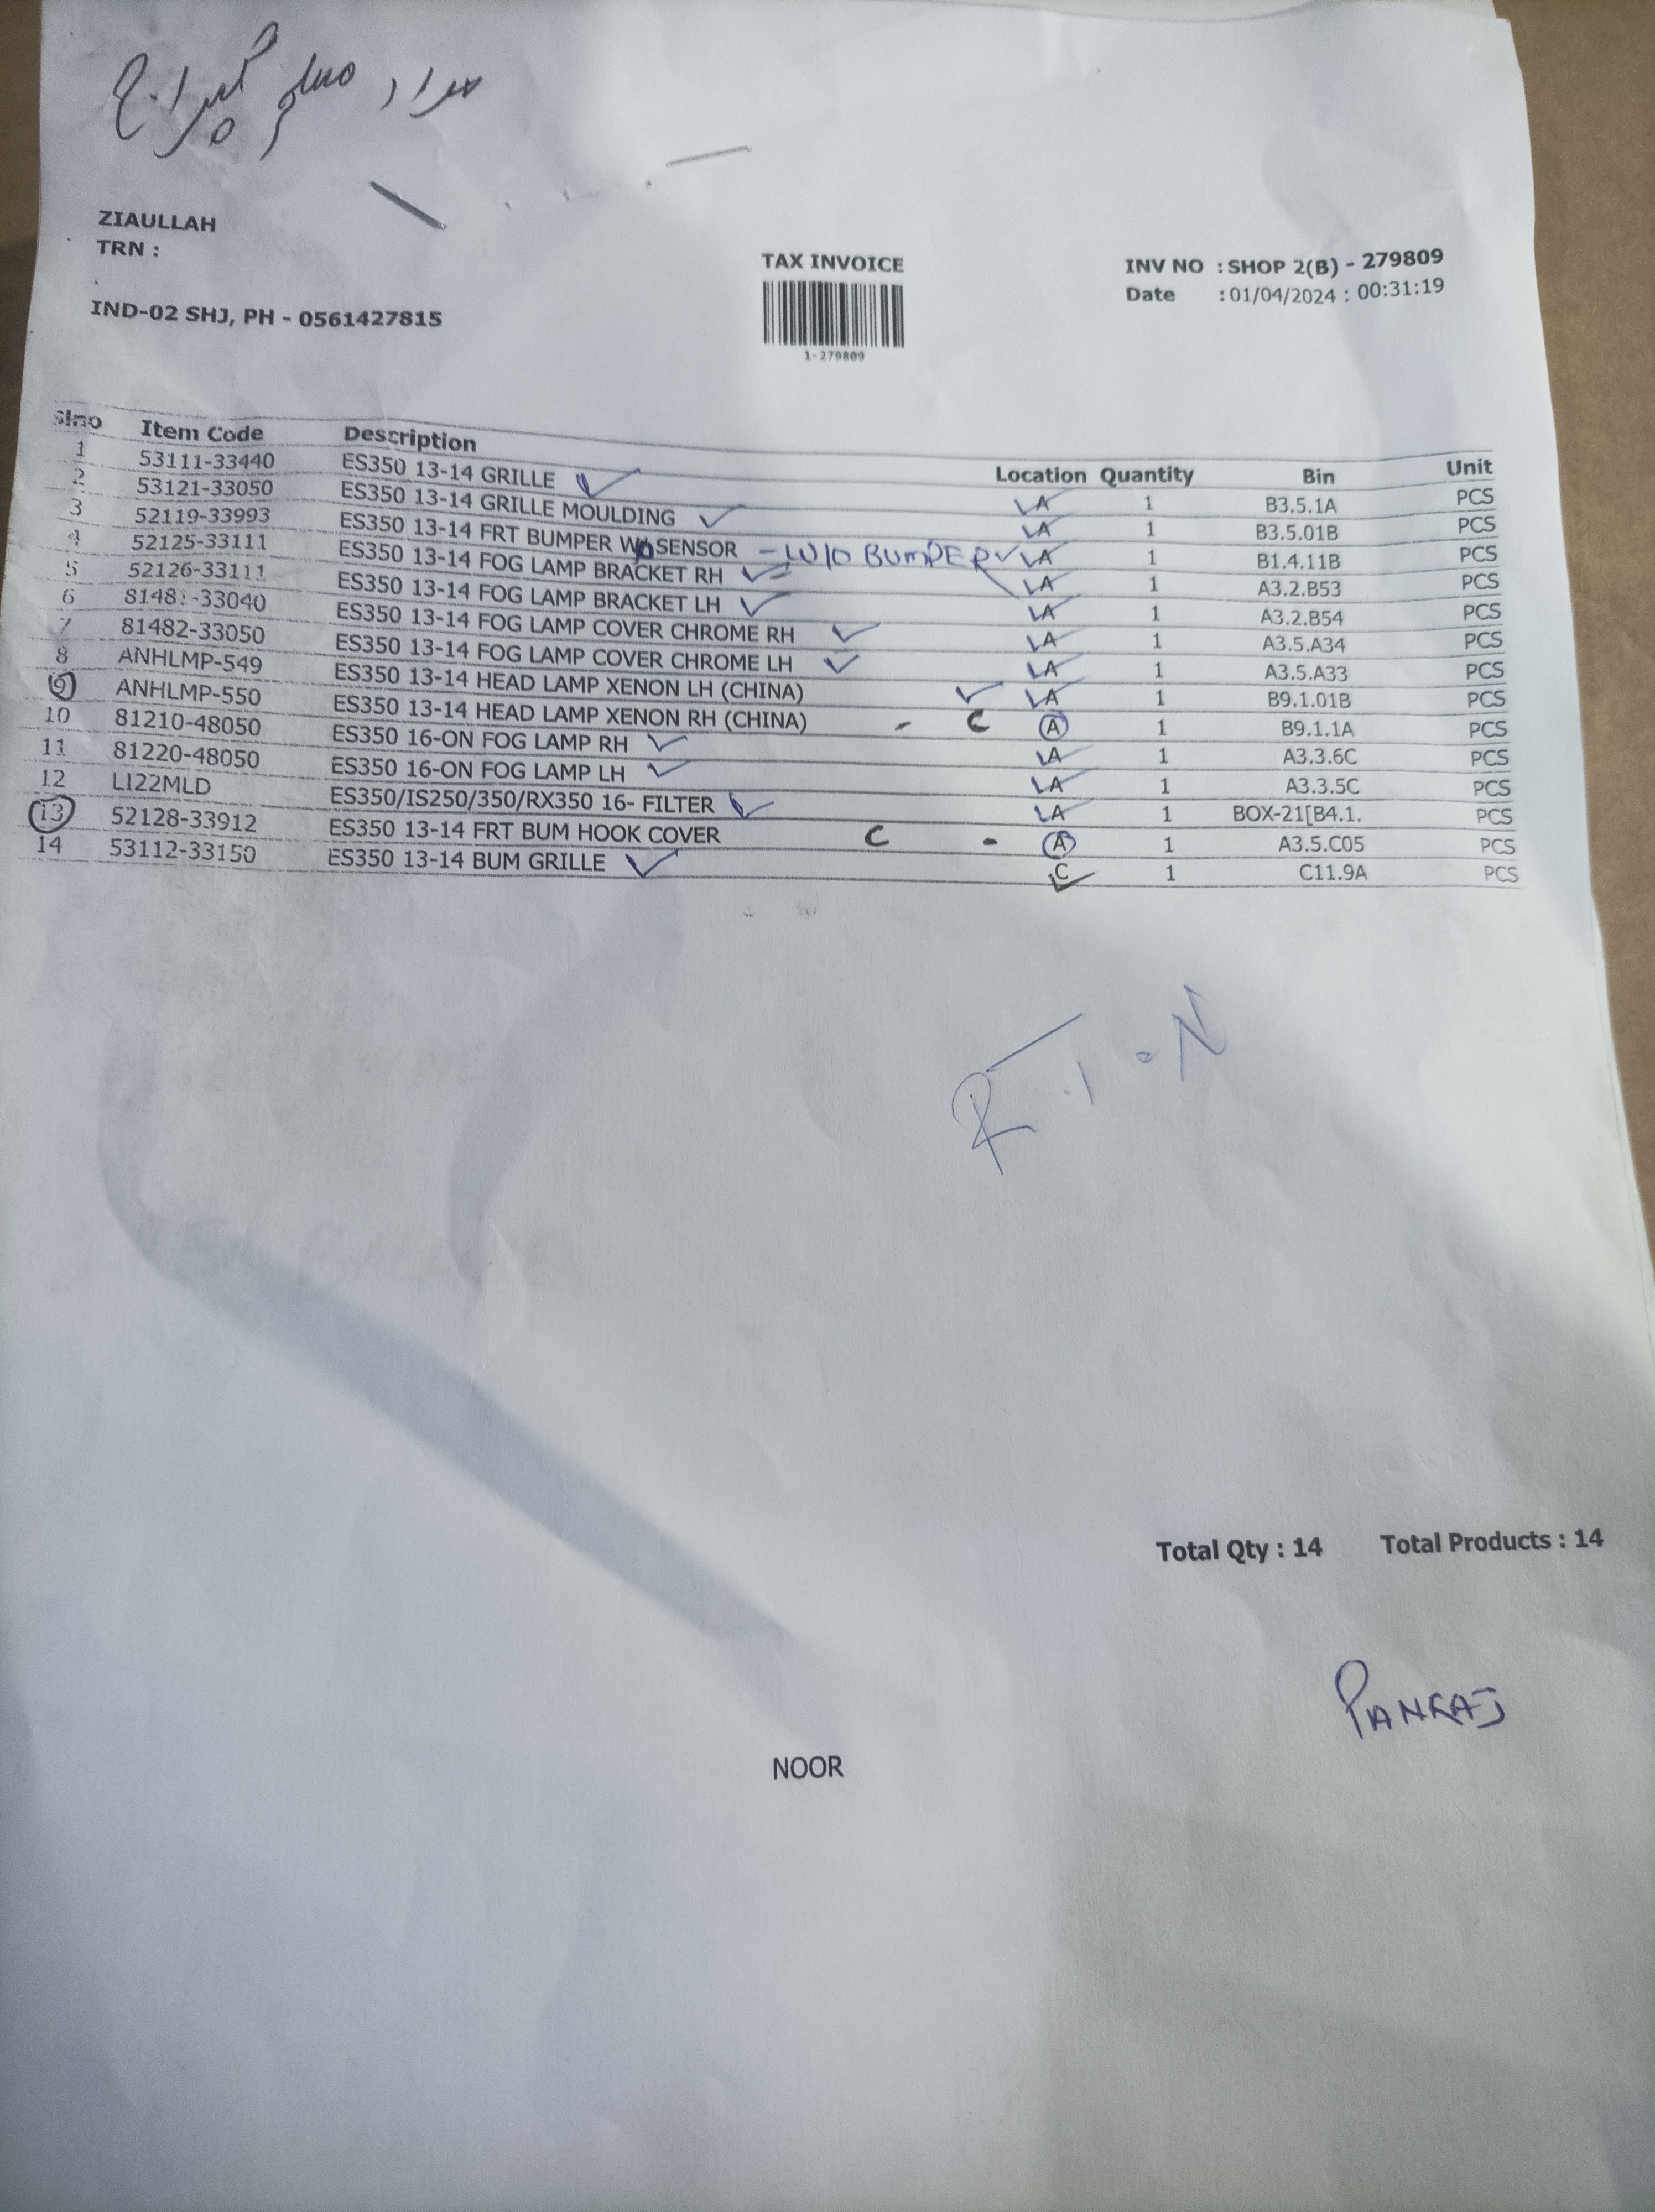 ZIAULLAH
TRN :
.
IND-02 SHJ, PH - 0561427815
TAX INVOICE
1-279809
INV NO : SHOP 2(B) - 279809
Date : 01/04/2024 : 00:31:19
Slno Item Code Description Location Quantity Bin Unit
1 53111-33440 ES350 13-14 GRILLE A 1 B3.5.1A PCS
2 53121-33050 ES350 13-14 GRILLE MOULDING A 1 B3.5.01B PCS
3 52119-33993 ES350 13-14 FRT BUMPER W/O SENSOR - W/O BUMPER A 1 B1.4.11B PCS
4 52125-33111 ES350 13-14 FOG LAMP BRACKET RH A 1 A3.2.B53 PCS
5 52126-33111 ES350 13-14 FOG LAMP BRACKET LH A 1 A3.2.B54 PCS
6 81481-33040 ES350 13-14 FOG LAMP COVER CHROME RH A 1 A3.5.A34 PCS
7 81482-33050 ES350 13-14 FOG LAMP COVER CHROME LH A 1 A3.5.A33 PCS
8 ANHLMP-549 ES350 13-14 HEAD LAMP XENON LH (CHINA) A 1 B9.1.01B PCS
9 ANHLMP-550 ES350 13-14 HEAD LAMP XENON RH (CHINA) - C A 1 B9.1.1A PCS
10 81210-48050 ES350 16-ON FOG LAMP RH A 1 A3.3.6C PCS
11 81220-48050 ES350 16-ON FOG LAMP LH A 1 A3.3.5C PCS
12 LI22MLD ES350/IS250/350/RX350 16- FILTER A 1 BOX-21[B4.1. PCS
13 52128-33912 ES350 13-14 FRT BUM HOOK COVER C - A 1 A3.5.C05 PCS
14 53112-33150 ES350 13-14 BUM GRILLE C 1 C11.9A PCS
Total Qty : 14 Total Products : 14
PANKAJ
NOOR